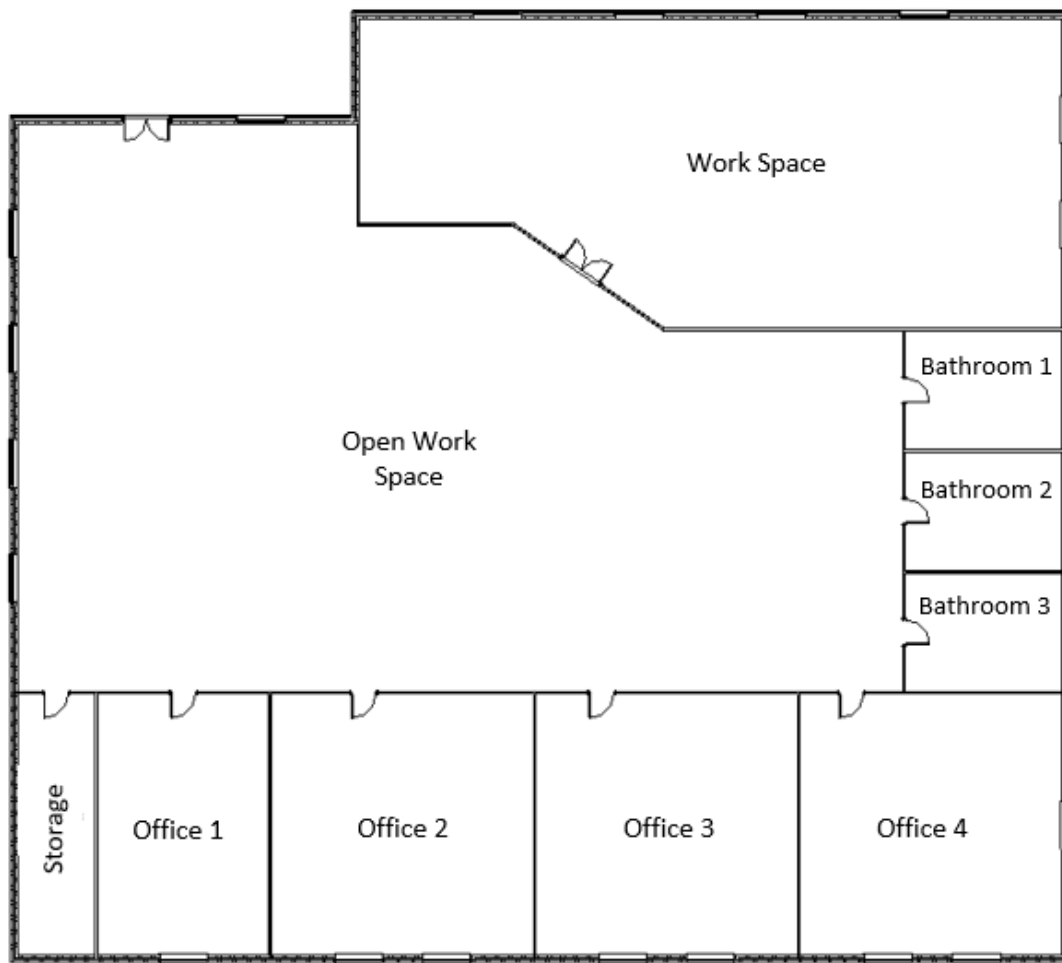 Work Space
Bathroom 1
Open Work
Space
Bathroom 2
Bathroom 3
Storage
Office 1
Office 2
Office 3
Office 4